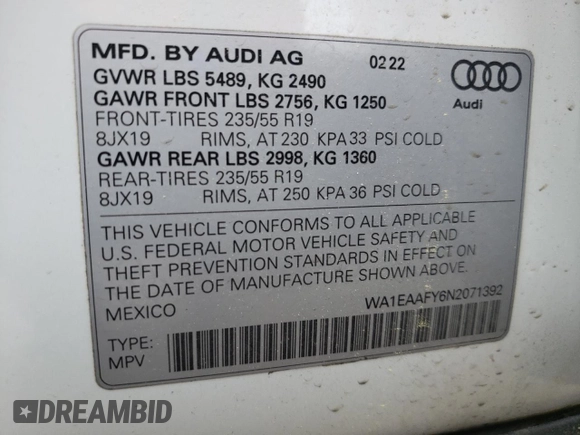 MFD. BY AUDI AG 02 22
GVWR LBS 5489, KG 2490
GAWR FRONT LBS 2756, KG 1250
FRONT-TIRES 235/55 R19
8JX19 RIMS, AT 230 KPA 33 PSI COLD
GAWR REAR LBS 2998, KG 1360
REAR-TIRES 235/55 R19
8JX19 RIMS, AT 250 KPA 36 PSI COLD
Audi
THIS VEHICLE CONFORMS TO ALL APPLICABLE
U.S. FEDERAL MOTOR VEHICLE SAFETY AND
THEFT PREVENTION STANDARDS IN EFFECT ON
THE DATE OF MANUFACTURE SHOWN ABOVE.
MEXICO WA1EAAFY6N2071392
TYPE:
MPV
DREAMBID